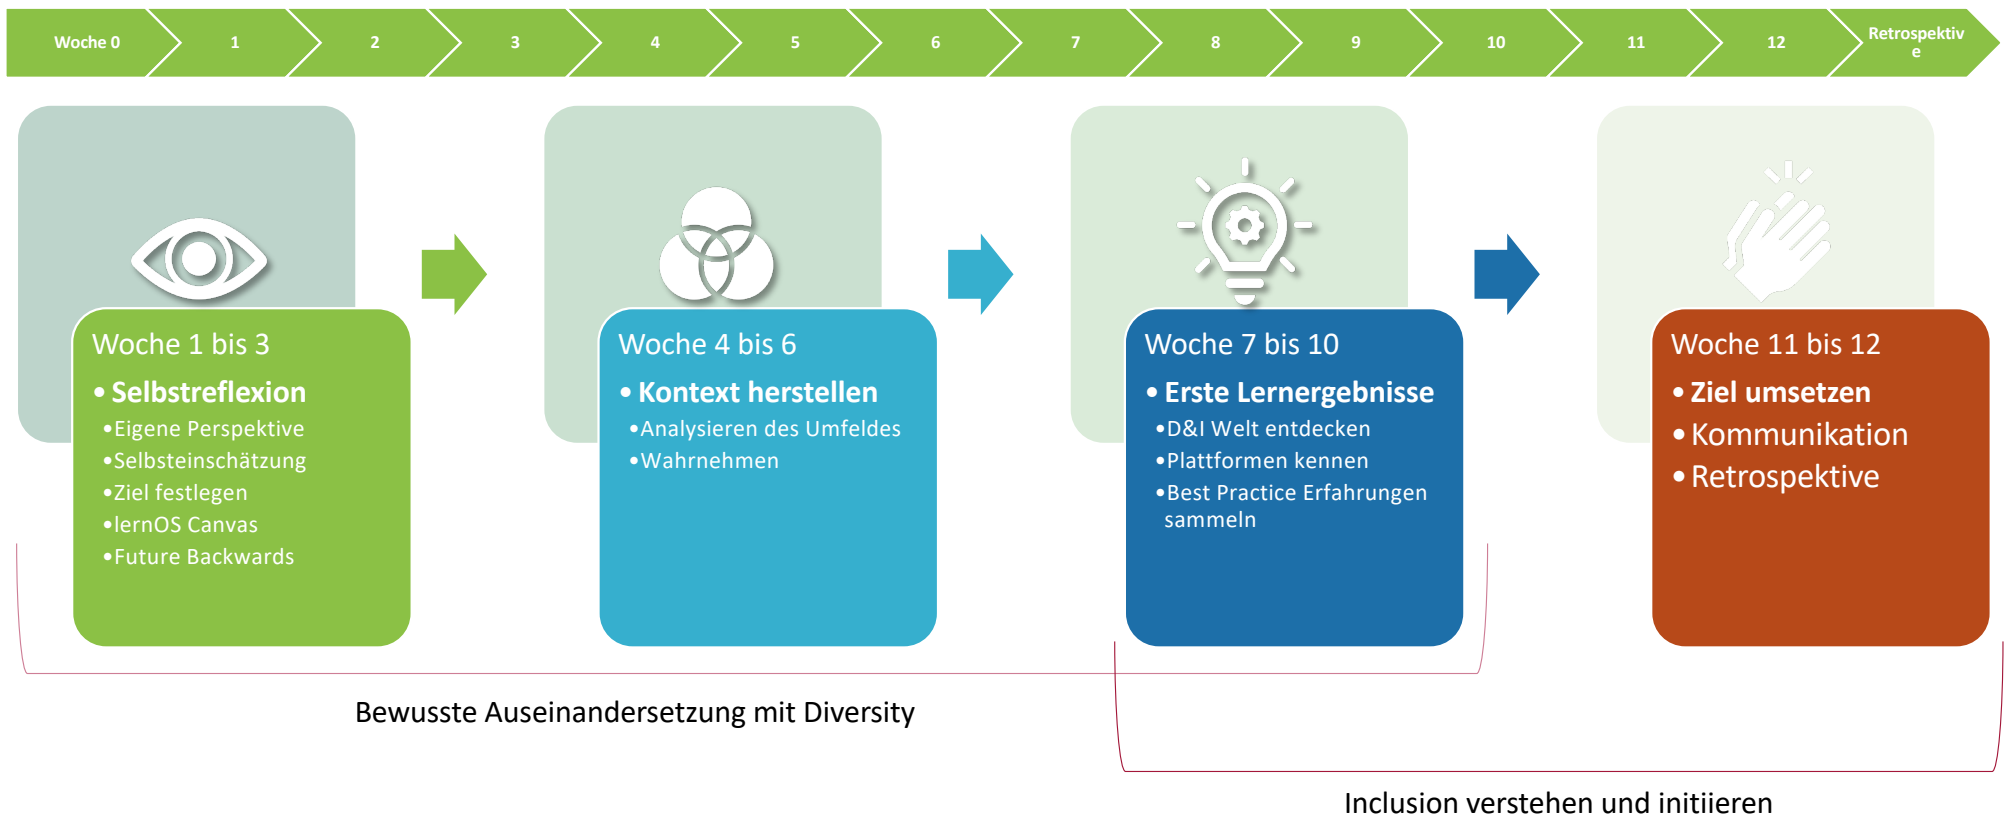 Woche 0
1
2
3
4
5
6
7
8
9
10
11
12
Retrospektiv
e
Woche 1 bis 3
• Selbstreflexion
•Eigene Perspektive
•Selbsteinschätzung
•Ziel festlegen
•lernOS Canvas
•Future Backwards
Woche 4 bis 6
• Kontext herstellen
•Analysieren des Umfeldes
•Wahrnehmen
Woche 7 bis 10
• Erste Lernergebnisse
•D&I Welt entdecken
•Plattformen kennen
•Best Practice Erfahrungen
sammeln
Woche 11 bis 12
• Ziel umsetzen
• Kommunikation
• Retrospektive
Bewusste Auseinandersetzung mit Diversity
Inclusion verstehen und initiieren